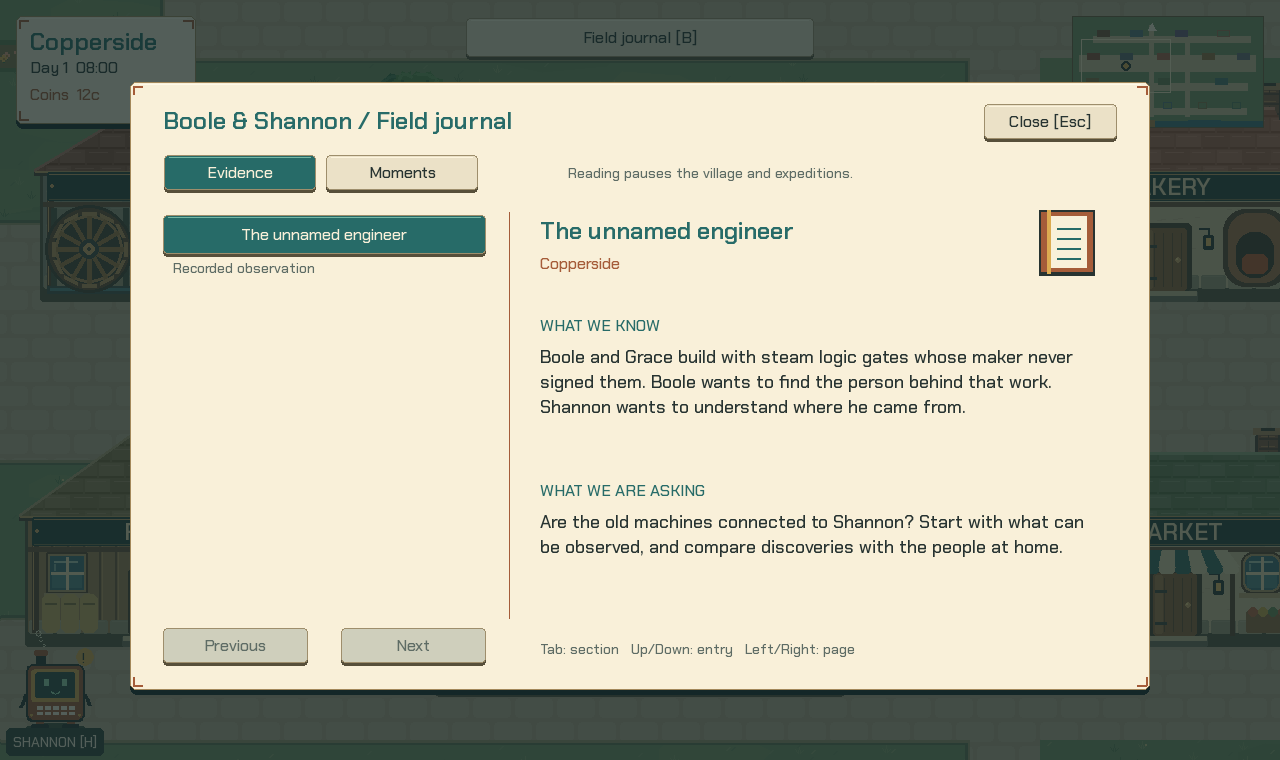 Copperside
Day 1 08:00
Coins 12c
Field journal [B]
Boole & Shannon / Field journal
Close [Esc]
Evidence
Moments
Reading pauses the village and expeditions.
The unnamed engineer
Recorded observation
The unnamed engineer
Copperside
WHAT WE KNOW
Boole and Grace build with steam logic gates whose maker never
signed them. Boole wants to find the person behind that work.
Shannon wants to understand where he came from.
WHAT WE ARE ASKING
Are the old machines connected to Shannon? Start with what can
be observed, and compare discoveries with the people at home.
Previous
Next
Tab: section Up/Down: entry Left/Right: page
SHANNON [H]